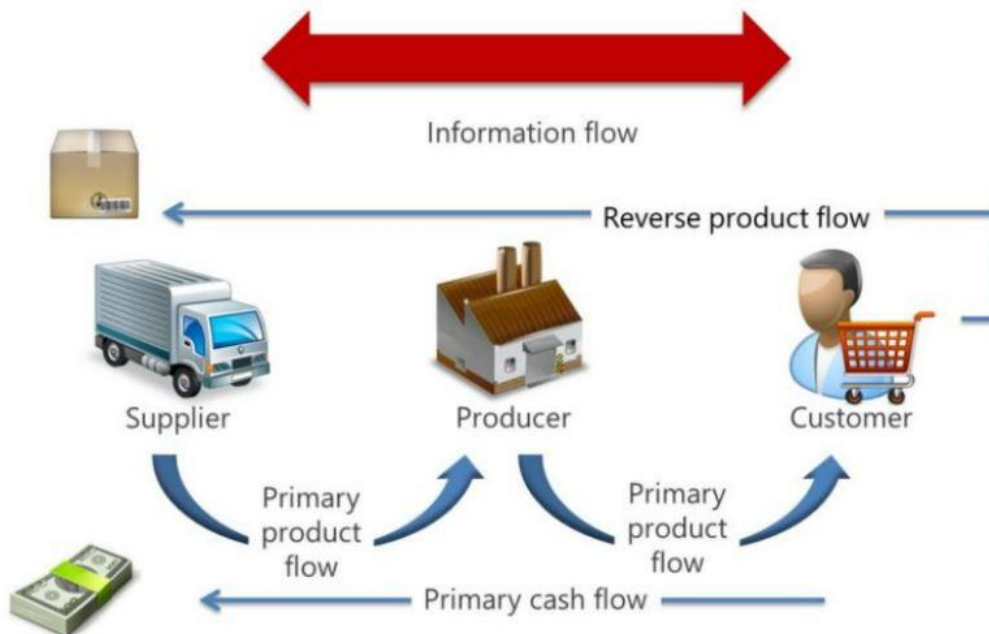 Information flow
Reverse product flow
Supplier
Producer
Customer
Primary
product
flow
Primary
product
flow
Primary cash flow